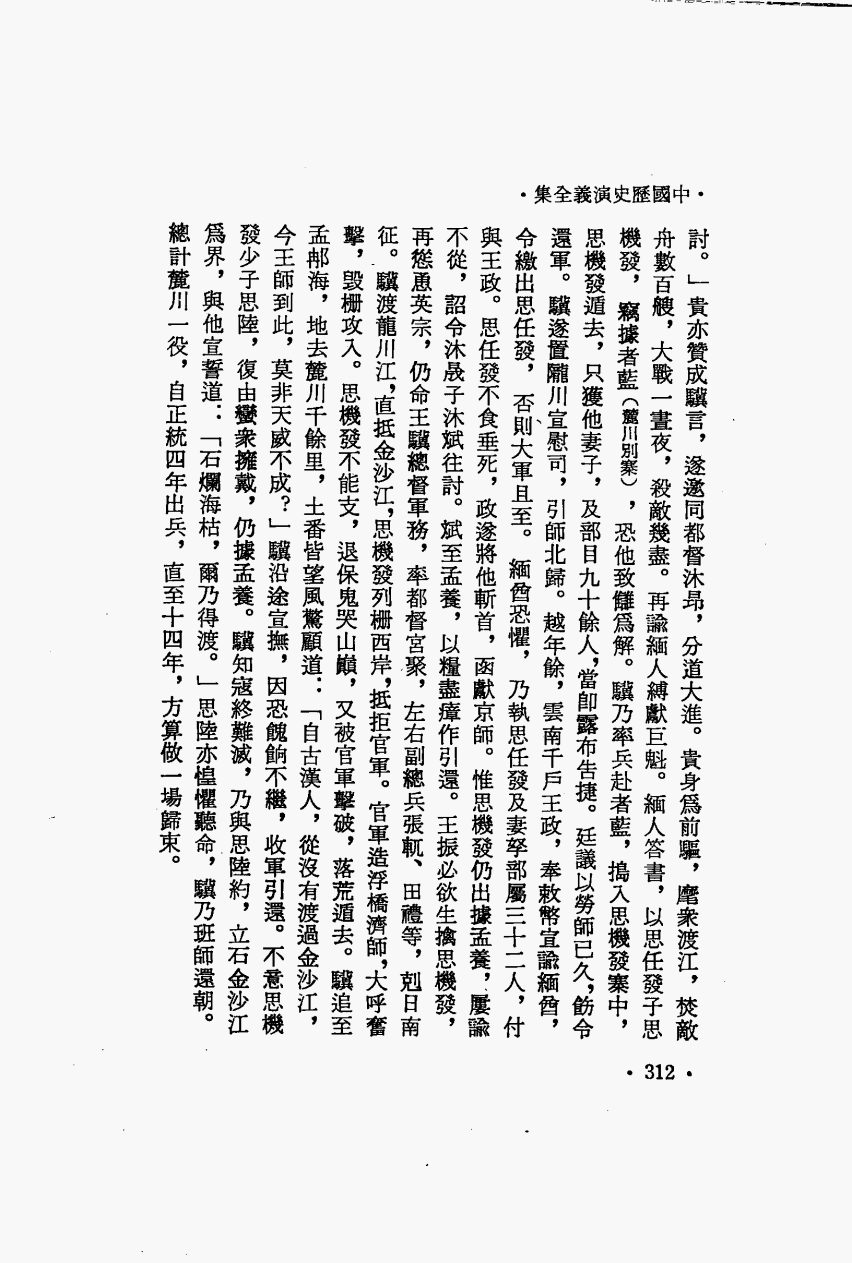 ·中國歷史演義全集·
討。」貴亦贊成驥言，遂邀同都督沐昂，分道大進。貴身爲前驅，麾衆渡江，焚敵
舟數百艘，大戰一晝夜，殺敵幾盡。再諭緬人縛獻巨魁。緬人答書，以思任發子思
機發，竊據者藍（麓川別寨），恐他致讎爲解。驥乃率兵赴者藍，搗入思機發寨中，
思機發遁去，只獲他妻子，及部目九十餘人，當卽露布告捷。廷議以勞師已久，飭令
還軍。驥遂置隴川宣慰司，引師北歸。越年餘，雲南千戶王政，奉敕幣宣諭緬酋，
令繳出思任發，否則大軍且至。緬酋恐懼，乃執思任發及妻孥部屬三十二人，付
與王政。思任發不食垂死，政遂將他斬首，函獻京師。惟思機發仍出據孟養，屢諭
不從，詔令沐晟子沐斌往討。斌至孟養，以糧盡瘴作引還。王振必欲生擒思機發，
再慫恿英宗，仍命王驥總督軍務，率都督宮聚，左右副總兵張軏、田禮等，剋日南
征。驥渡龍川江，直抵金沙江，思機發列栅西岸，抵拒官軍。官軍造浮橋濟師，大呼奮
擊，毀栅攻入。思機發不能支，退保鬼哭山巔，又被官軍擊破，落荒遁去。驥追至
孟邯海，地去麓川千餘里，土番皆望風驚顧道：「自古漢人，從沒有渡過金沙江，
今王師到此，莫非天威不成？」驥沿途宣撫，因恐餽餉不繼，收軍引還。不意思機
發少子思陸，復由蠻衆擁戴，仍據孟養。驥知寇終難滅，乃與思陸約，立石金沙江
爲界，與他宣誓道：「石爛海枯，爾乃得渡。」思陸亦惶懼聽命，驥乃班師還朝。
總計麓川一役，自正統四年出兵，直至十四年，方算做一場歸束。
·312·